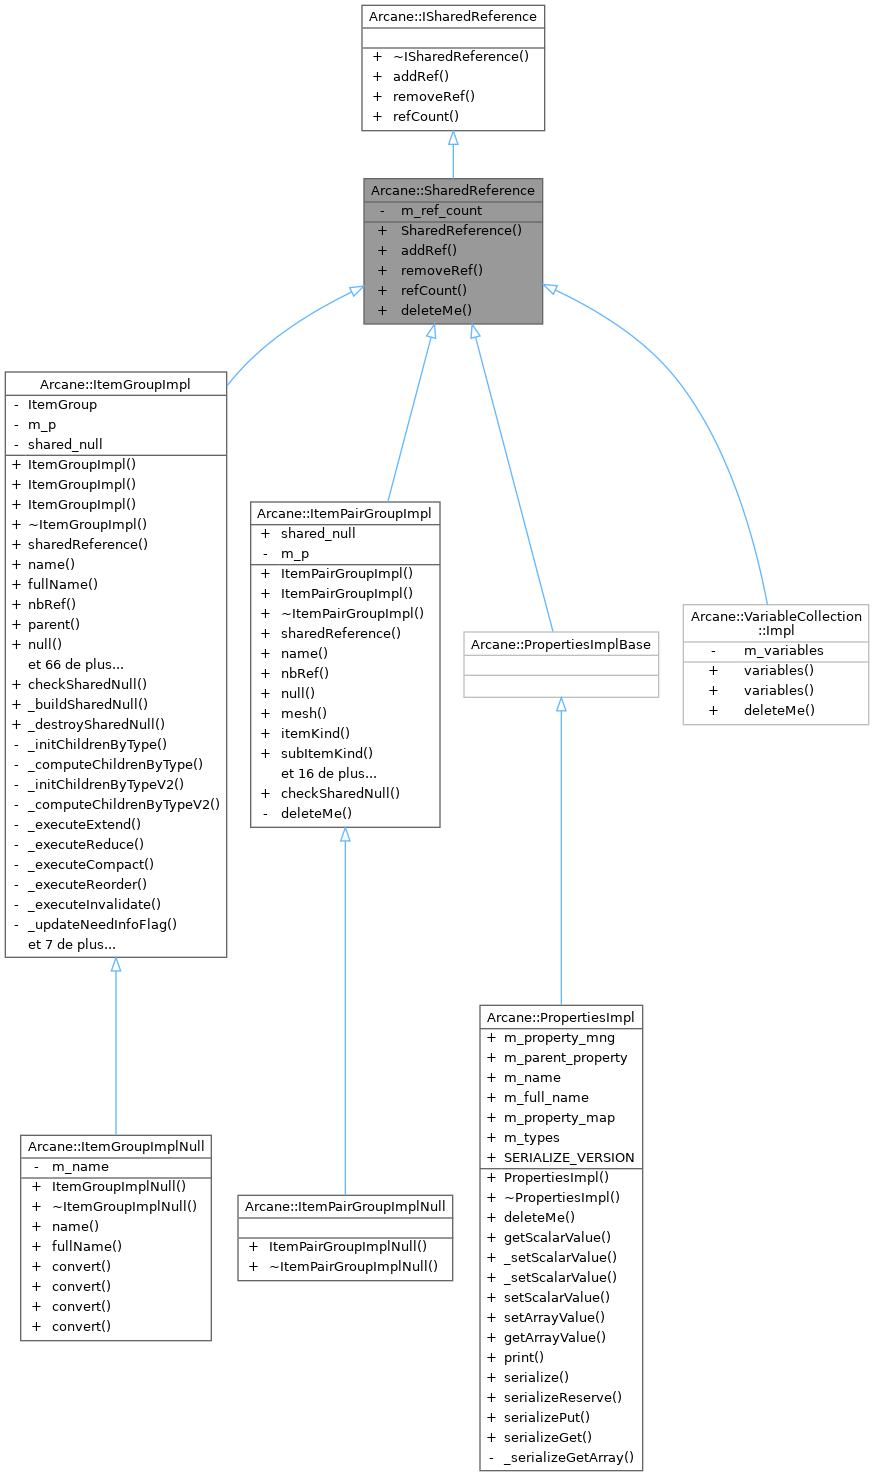 Arcane::ISharedReference
+ ~ISharedReference()
+ addRef()
+ removeRef()
+ refCount()
Arcane::SharedReference
- m_ref_count
+ SharedReference()
+ addRef()
+ removeRef()
+ refCount()
+ deleteMe()
Arcane::ItemGroupImpl
- ItemGroup
- m_p
- shared_null
+ ItemGroupImpl()
+ ItemGroupImpl()
+ ItemGroupImpl()
+ ~ItemGroupImpl()
+ sharedReference()
+ name()
+ fullName()
+ nbRef()
+ parent()
+ null()
et 66 de plus...
+ checkSharedNull()
+ _buildSharedNull()
+ _destroySharedNull()
- _initChildrenByType()
- _computeChildrenByType()
- _initChildrenByTypeV2()
- _computeChildrenByTypeV2()
- _executeExtend()
- _executeReduce()
- _executeCompact()
- _executeReorder()
- _executeInvalidate()
- _updateNeedInfoFlag()
et 7 de plus...
Arcane::ItemPairGroupImpl
+ shared_null
- m_p
+ ItemPairGroupImpl()
+ ItemPairGroupImpl()
+ ~ItemPairGroupImpl()
+ sharedReference()
+ name()
+ nbRef()
+ null()
+ mesh()
+ itemKind()
+ subItemKind()
et 16 de plus...
+ checkSharedNull()
- deleteMe()
Arcane::PropertiesImplBase
Arcane::VariableCollection
::Impl
- m_variables
+ variables()
+ variables()
+ deleteMe()
Arcane::ItemGroupImplNull
- m_name
+ ItemGroupImplNull()
+ ~ItemGroupImplNull()
+ name()
+ fullName()
+ convert()
+ convert()
+ convert()
+ convert()
Arcane::ItemPairGroupImplNull
+ ItemPairGroupImplNull()
+ ~ItemPairGroupImplNull()
Arcane::PropertiesImpl
+ m_property_mng
+ m_parent_property
+ m_name
+ m_full_name
+ m_property_map
+ m_types
+ SERIALIZE_VERSION
+ PropertiesImpl()
+ ~PropertiesImpl()
+ deleteMe()
+ getScalarValue()
+ _setScalarValue()
+ _setScalarValue()
+ setScalarValue()
+ setArrayValue()
+ getArrayValue()
+ print()
+ serialize()
+ serializeReserve()
+ serializePut()
+ serializeGet()
- _serializeGetArray()